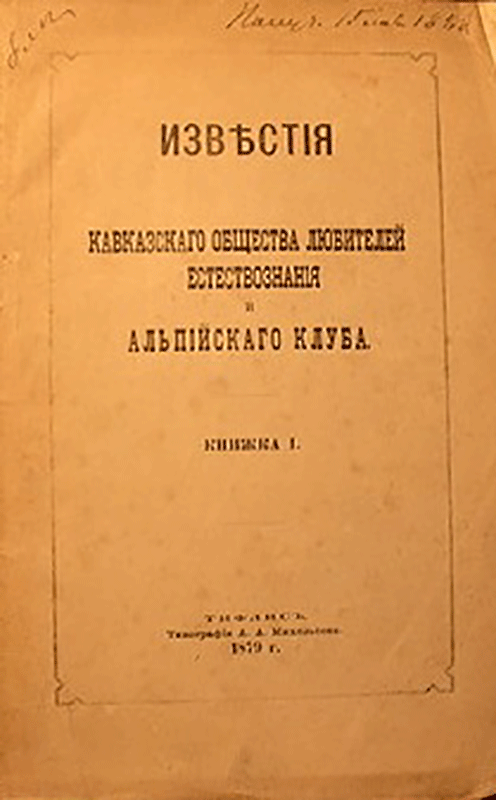 ИЗВѢСТІЯ
КАВКАЗСКАГО ОБЩЕСТВА ЛЮБИТЕЛЕЙ
ЕСТЕСТВОЗНАНІЯ
И
АЛЬПІЙСКАГО КЛУБА.
КНИЖКА I.
ТИФЛИСЪ.
Типографія А. А. Михельсона.
1879 г.